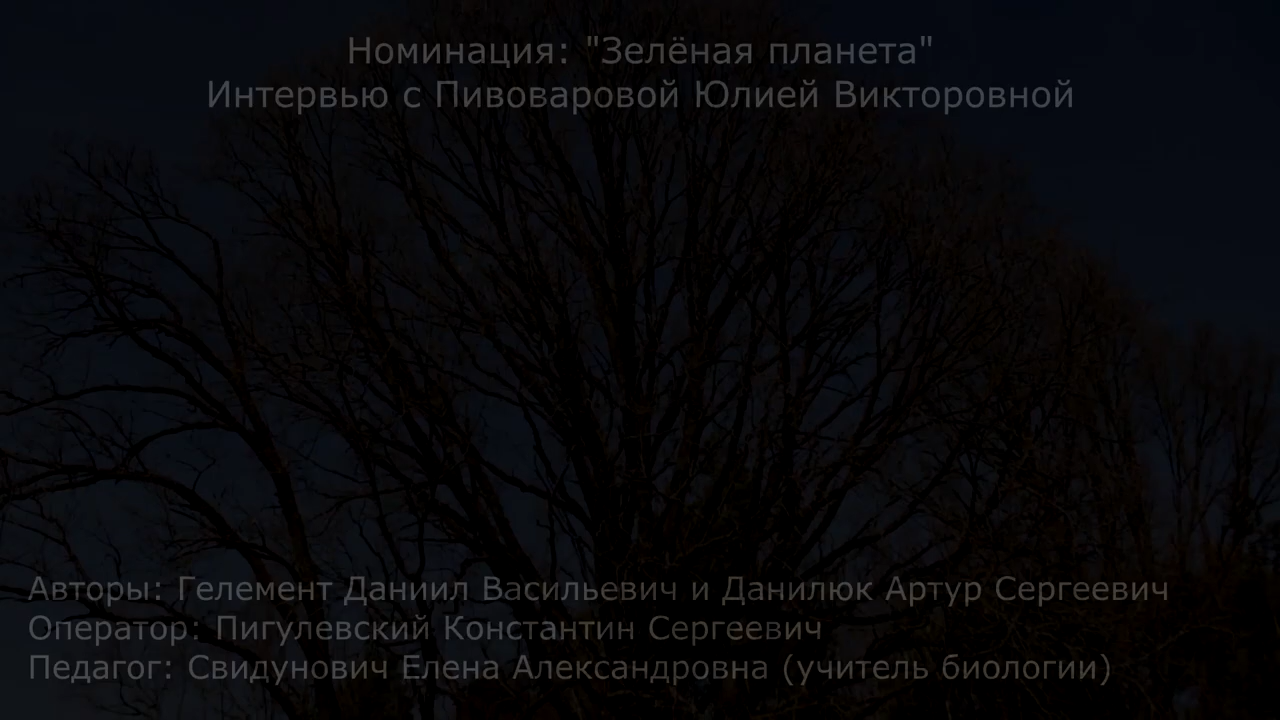 Номинация: "Зелёная планета"
Интервью с Пивоваровой Юлией Викторовной
Авторы: Гелемент Даниил Васильевич и Данилюк Артур Сергеевич
Оператор: Пигулевский Константин Сергеевич
Педагог: Свидунович Елена Александровна (учитель биологии)